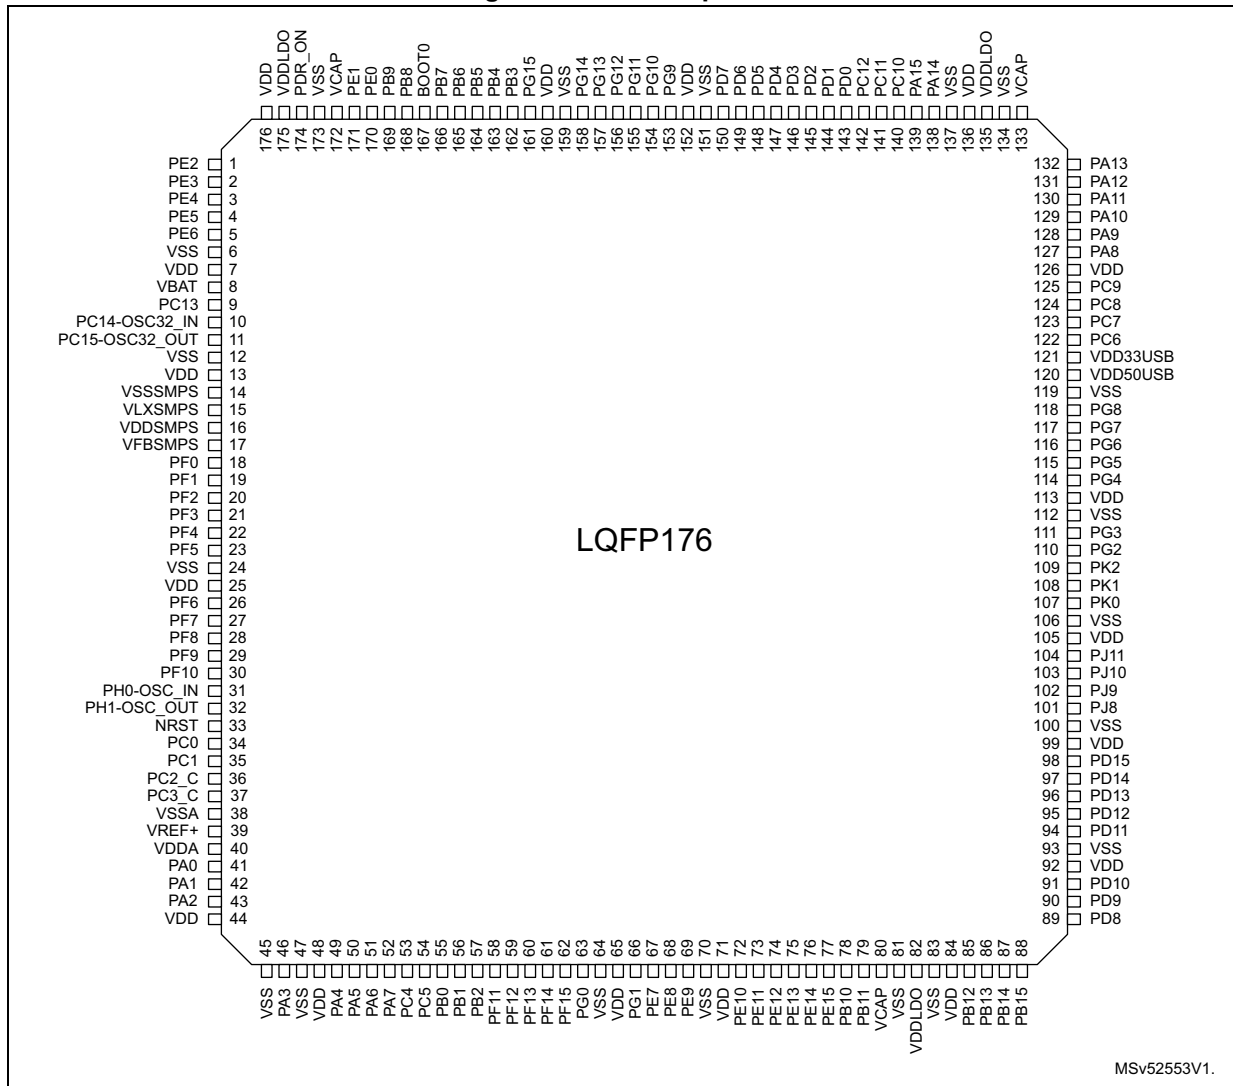 VDD VDDLDO PDR_ON VSS VCAP PE1 PE0 PB9 PB8 BOOT0 PB7 PB6 PB5 PB4 PB3 PG15 VDD VSS PG14 PG13 PG12 PG11 PG10 PG9 VDD VSS PD7 PD6 PD5 PD4 PD3 PD2 PD1 PD0 PC12 PC11 PC10 PA15 PA14 VSS VDD VDDLDO VSS VCAP
176 175 174 173 172 171 170 169 168 167 166 165 164 163 162 161 160 159 158 157 156 155 154 153 152 151 150 149 148 147 146 145 144 143 142 141 140 139 138 137 136 135 134 133
PE2 1 132 PA13
PE3 2 131 PA12
PE4 3 130 PA11
PE5 4 129 PA10
PE6 5 128 PA9
VSS 6 127 PA8
VDD 7 126 VDD
VBAT 8 125 PC9
PC13 9 124 PC8
PC14-OSC32_IN 10 123 PC7
PC15-OSC32_OUT 11 122 PC6
VSS 12 121 VDD33USB
VDD 13 120 VDD50USB
VSSSMPS 14 119 VSS
VLXSMPS 15 118 PG8
VDDSMPS 16 117 PG7
VFBSMPS 17 116 PG6
PF0 18 115 PG5
PF1 19 114 PG4
PF2 20 113 VDD
PF3 21 112 VSS
PF4 22 111 PG3
PF5 23 110 PG2
VSS 24 109 PK2
VDD 25 108 PK1
PF6 26 107 PK0
PF7 27 106 VSS
PF8 28 105 VDD
PF9 29 104 PJ11
PF10 30 103 PJ10
PH0-OSC_IN 31 102 PJ9
PH1-OSC_OUT 32 101 PJ8
NRST 33 100 VSS
PC0 34 99 VDD
PC1 35 98 PD15
PC2_C 36 97 PD14
PC3_C 37 96 PD13
VSSA 38 95 PD12
VREF+ 39 94 PD11
VDDA 40 93 VSS
PA0 41 92 VDD
PA1 42 91 PD10
PA2 43 90 PD9
VDD 44 89 PD8
LQFP176
45 46 47 48 49 50 51 52 53 54 55 56 57 58 59 60 61 62 63 64 65 66 67 68 69 70 71 72 73 74 75 76 77 78 79 80 81 82 83 84 85 86 87 88
VSS PA3 VSS VDD PA4 PA5 PA6 PA7 PC4 PC5 PB0 PB1 PB2 PF11 PF12 PF13 PF14 PF15 PG0 VSS VDD PG1 PE7 PE8 PE9 VSS VDD PE10 PE11 PE12 PE13 PE14 PE15 PB10 PB11 VCAP VSS VDDLDO VSS VDD PB12 PB13 PB14 PB15
MSv52553V1.